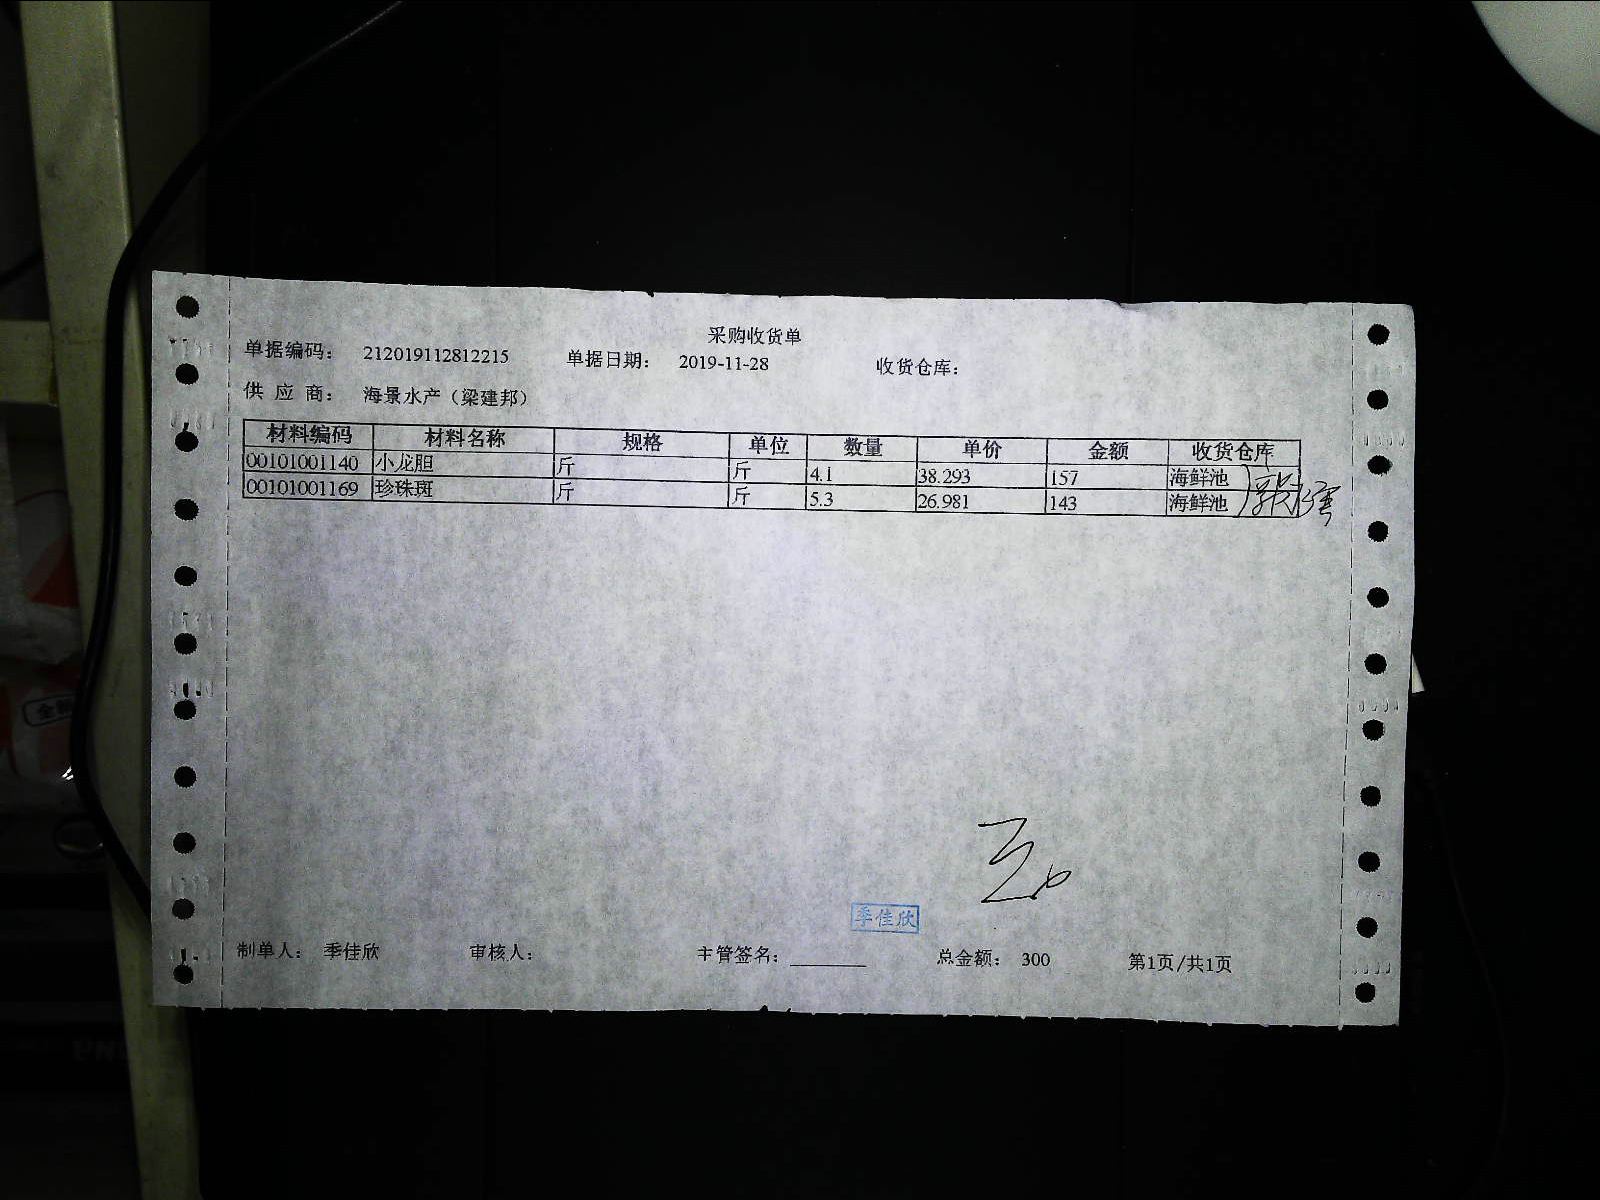 采购收货单
单据编码： 212019112812215 单据日期： 2019-11-28 收货仓库：
供 应 商： 海景水产（梁建邦）
材料编码 材料名称 规格 单位 数量 单价 金额 收货仓库
00101001140 小龙胆 斤 斤 4.1 38.293 157 海鲜池
00101001169 珍珠斑 斤 斤 5.3 26.981 143 海鲜池
季佳欣
制单人： 季佳欣 审核人： 主管签名： 总金额： 300 第1页/共1页